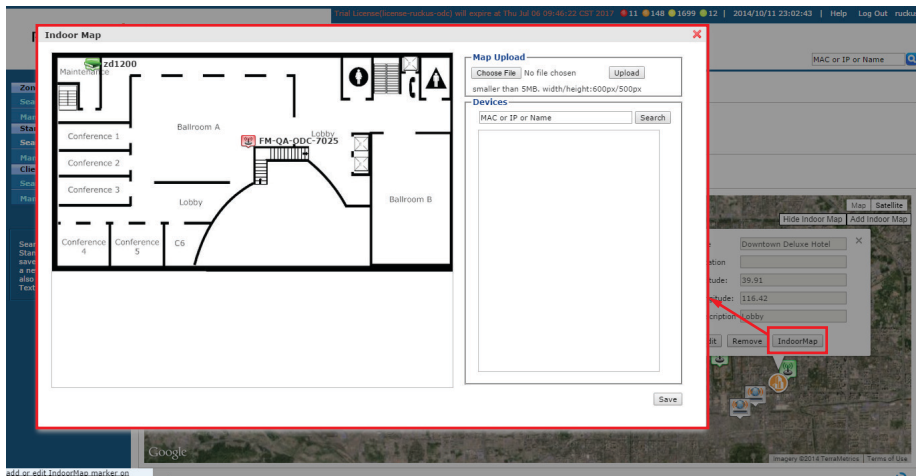 Trial License(license-ruckus-odc) will expire at Thu Jul 06 09:46:22 CST 2017 11 148 1699 12 | 2014/10/11 23:02:43 | Help Log Out
Indoor Map
MAC or IP or Name
zd1200
Maintenance
Conference 1
Ballroom A
Lobby
FM-QA-ODC-7025
Conference 2
Conference 3
Lobby
Ballroom B
Conference 4
Conference 5
C6
Map Upload
Choose File No file chosen Upload
smaller than 5MB. width/height:600px/500px
Devices
MAC or IP or Name Search
Save
Map Satellite
Hide Indoor Map Add Indoor Map
Downtown Deluxe Hotel
39.91
116.42
Lobby
Remove IndoorMap
Google
Imagery ©2014 TerraMetrics | Terms of Use
add or edit IndoorMap marker on